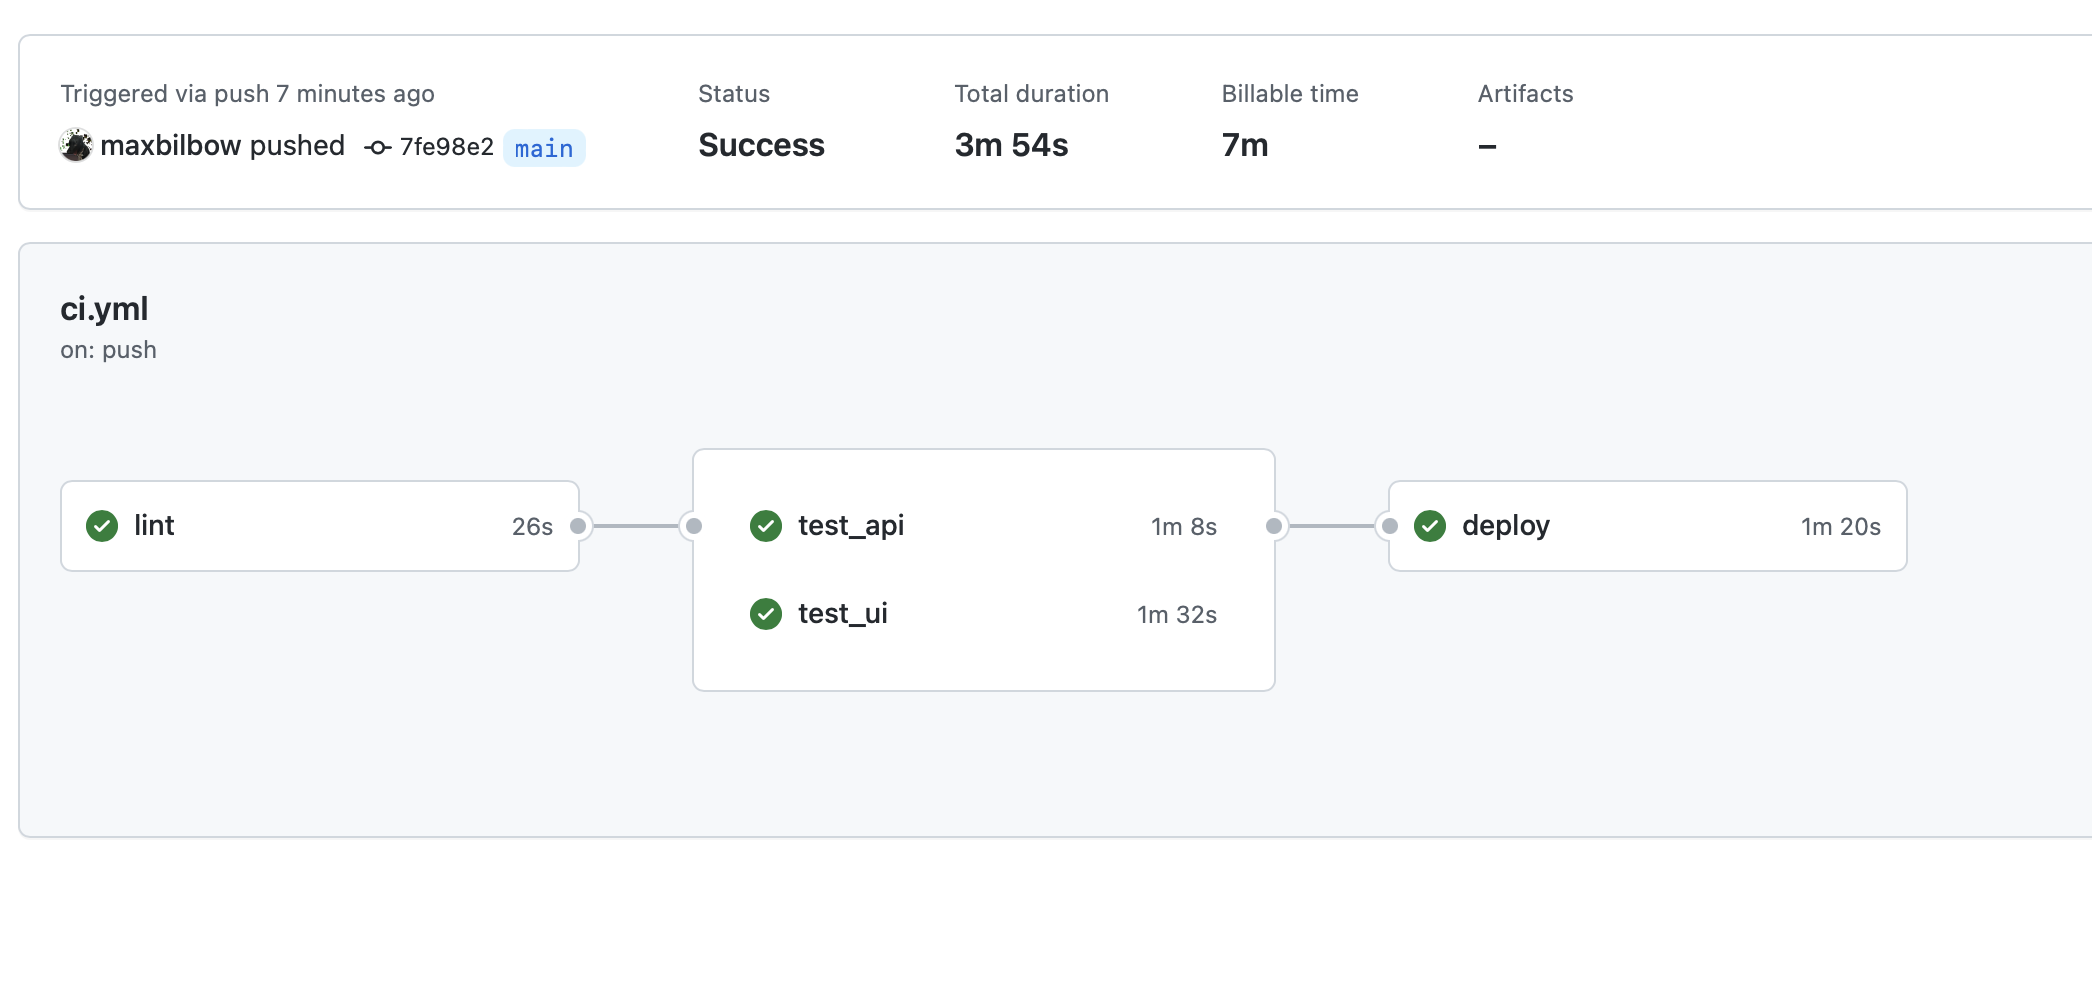 Triggered via push 7 minutes ago
maxbilbow pushed 7fe98e2 main
Status
Success
Total duration
3m 54s
Billable time
7m
Artifacts
–
ci.yml
on: push
lint 26s
test_api 1m 8s
test_ui 1m 32s
deploy 1m 20s